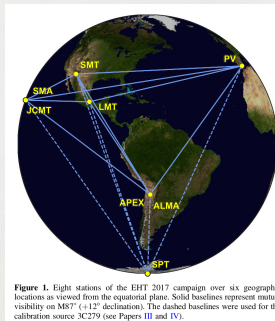 PV
SMT
SMA
JCMT
LMT
APEX
ALMA
SPT
Figure 1. Eight stations of the EHT 2017 campaign over six geograph
locations as viewed from the equatorial plane. Solid baselines represent mutu
visibility on M87* (+12° declination). The dashed baselines were used for th
calibration source 3C279 (see Papers III and IV).